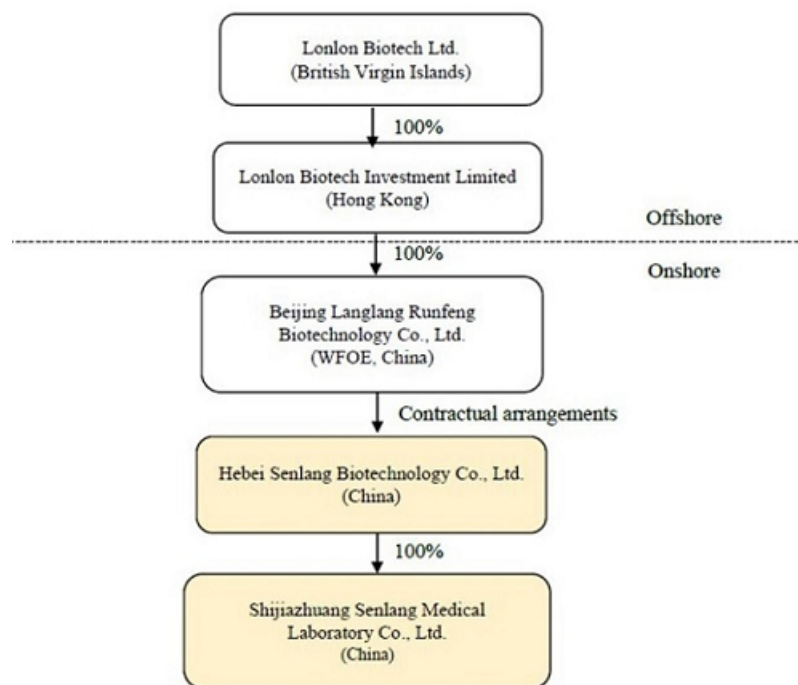 Lonlon Biotech Ltd.
(British Virgin Islands)
100%
Lonlon Biotech Investment Limited
(Hong Kong)
Offshore
100%
Onshore
Beijing Langlang Runfeng
Biotechnology Co., Ltd.
(WFOE, China)
Contractual arrangements
Hebei Senlang Biotechnology Co., Ltd.
(China)
100%
Shijiazhuang Senlang Medical
Laboratory Co., Ltd.
(China)